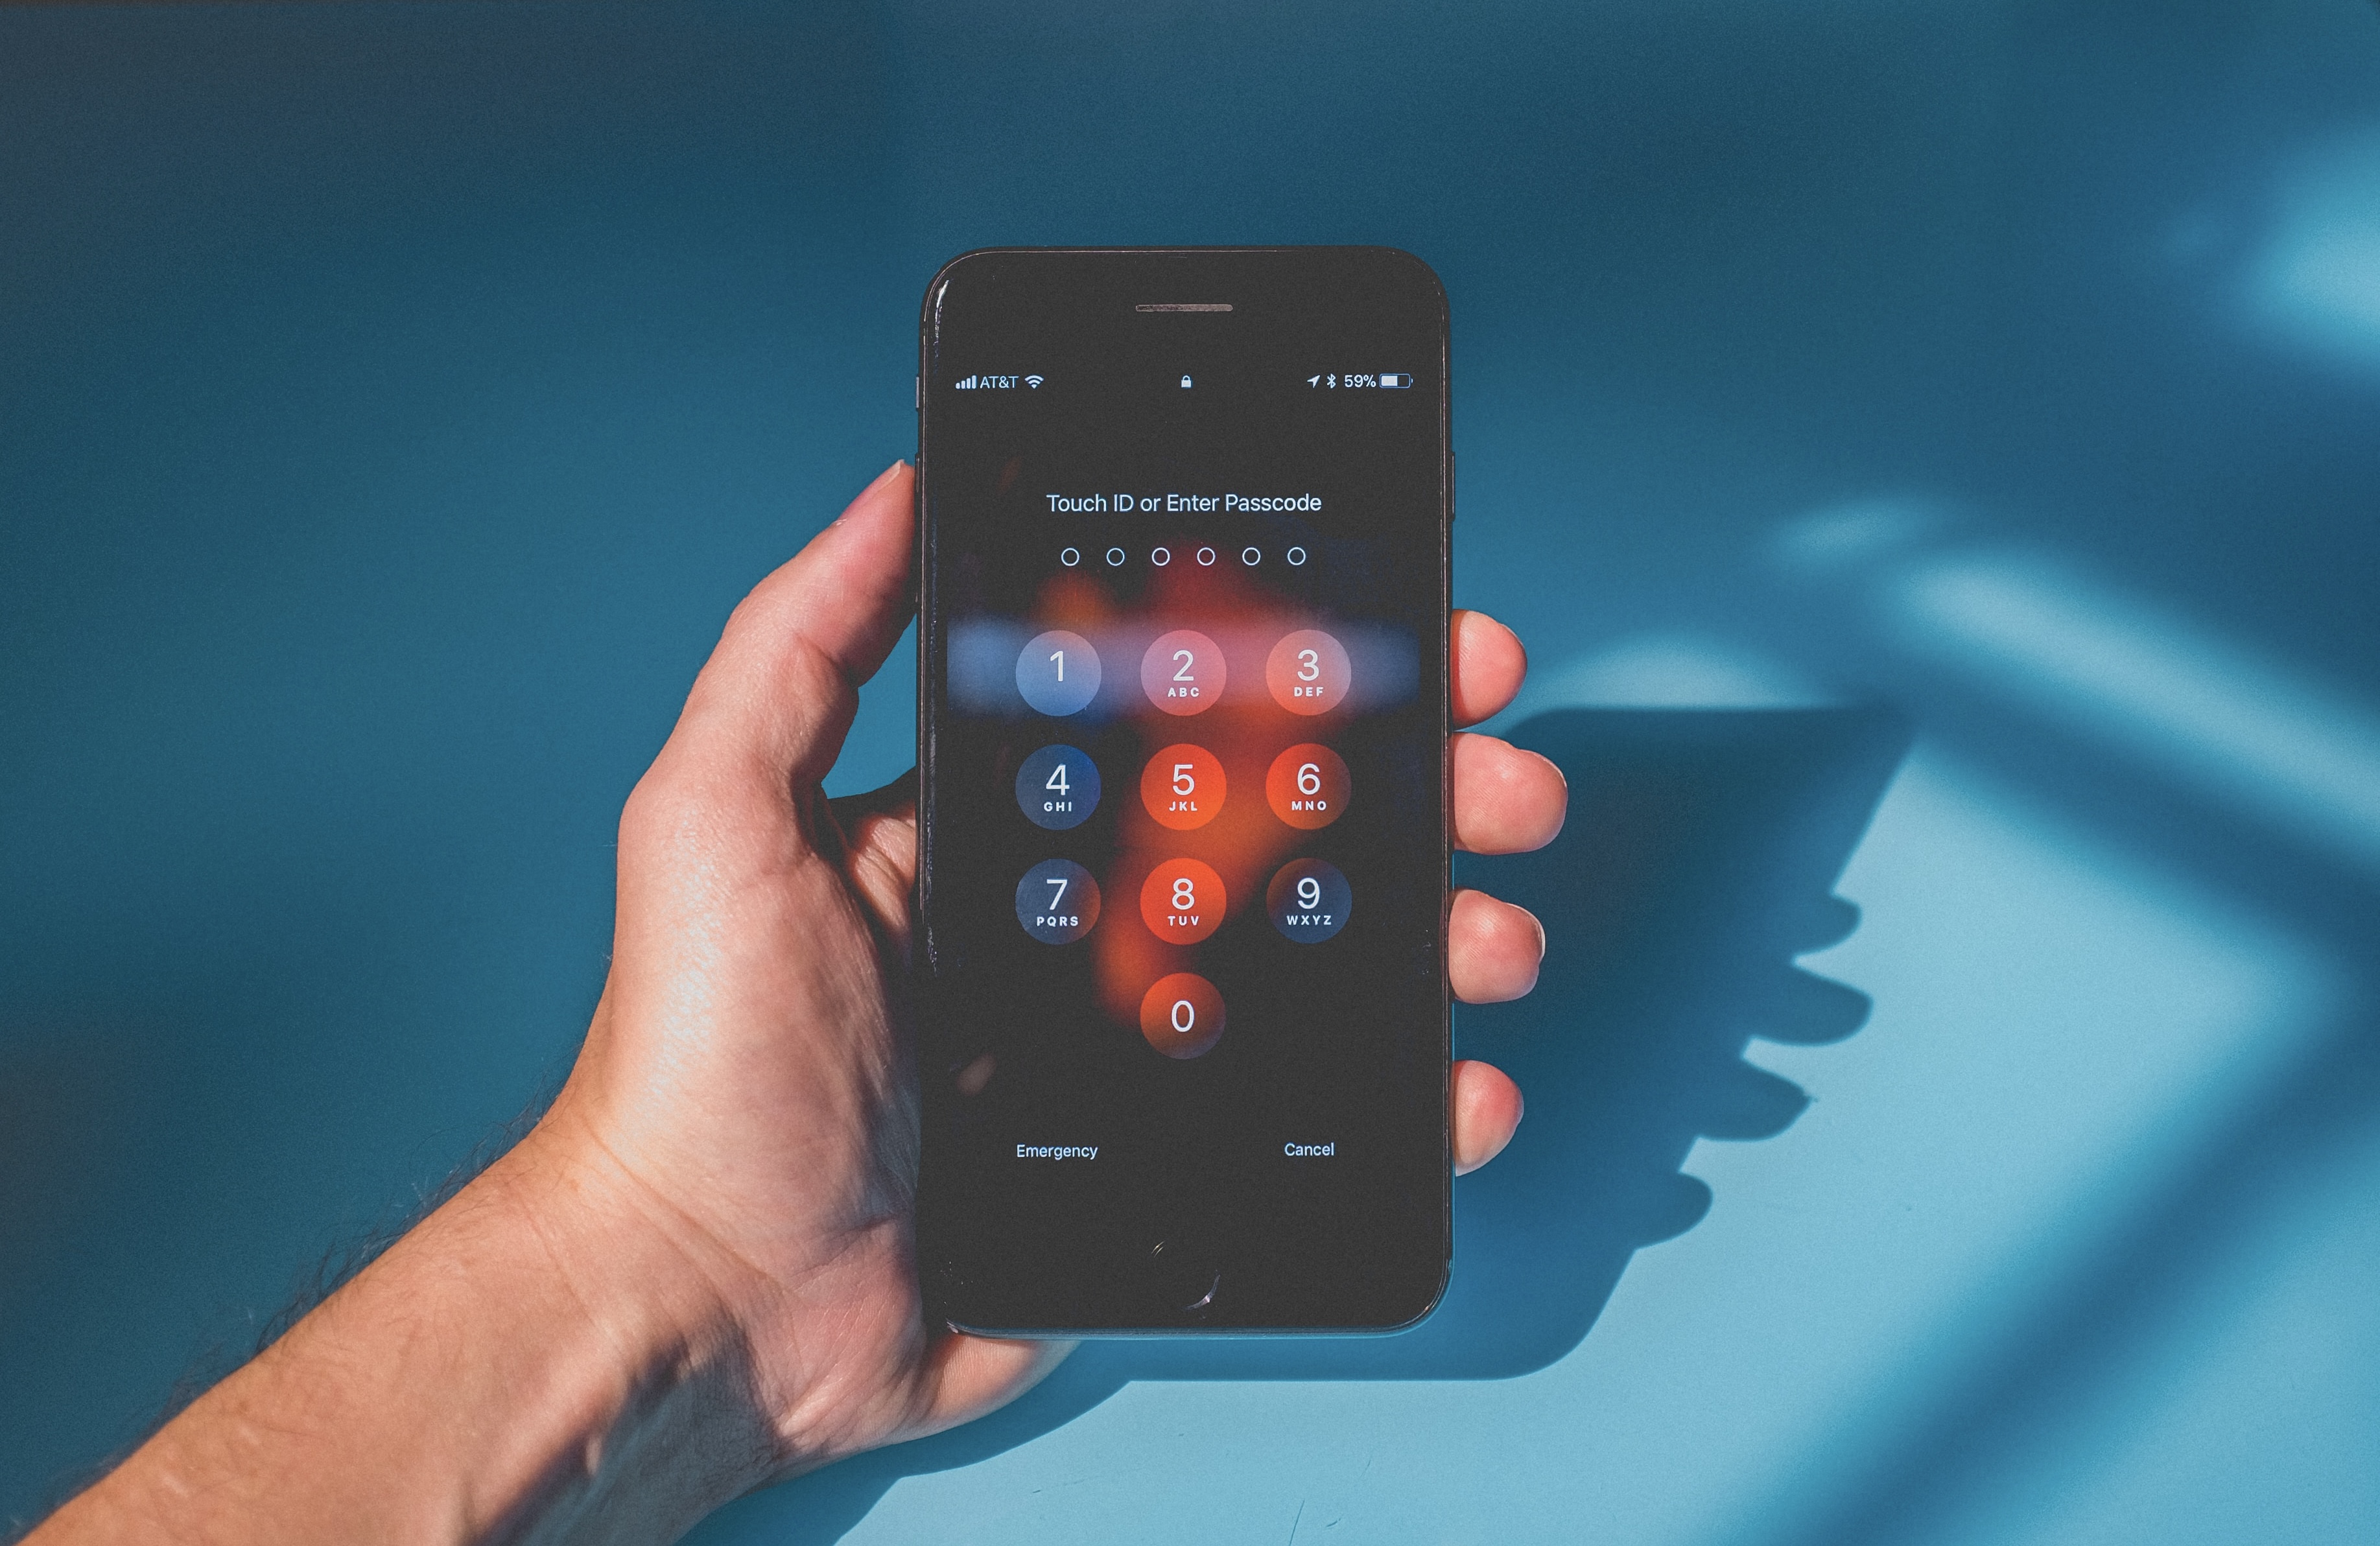 AT&T 59%
Touch ID or Enter Passcode
1 2 3
ABC DEF
4 5 6
GHI JKL MNO
7 8 9
PQRS TUV WXYZ
0
Emergency Cancel